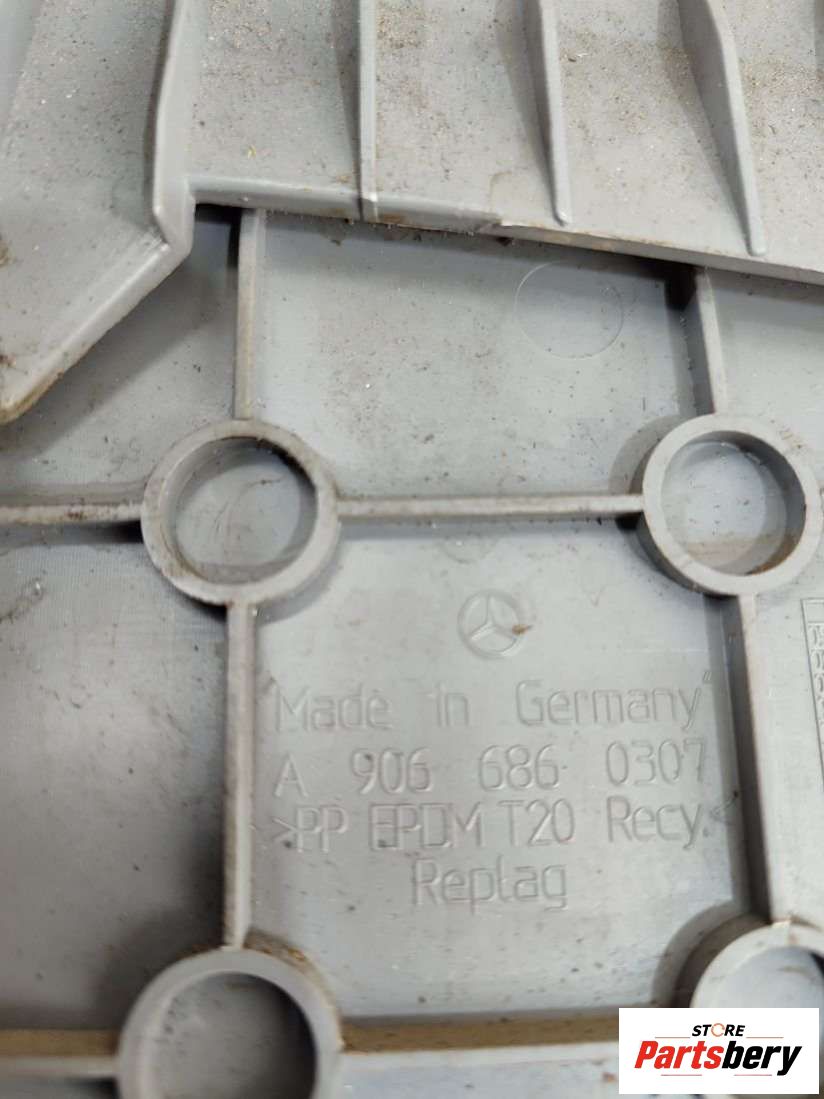 "Made in Germany"
A 906 686 0307
>PP EPDM T20 Recy.<
Replag
STORE
Partsbery